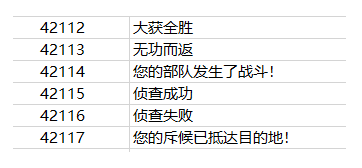 42112 大获全胜
42113 无功而返
42114 您的部队发生了战斗！
42115 侦查成功
42116 侦查失败
42117 您的斥候已抵达目的地！